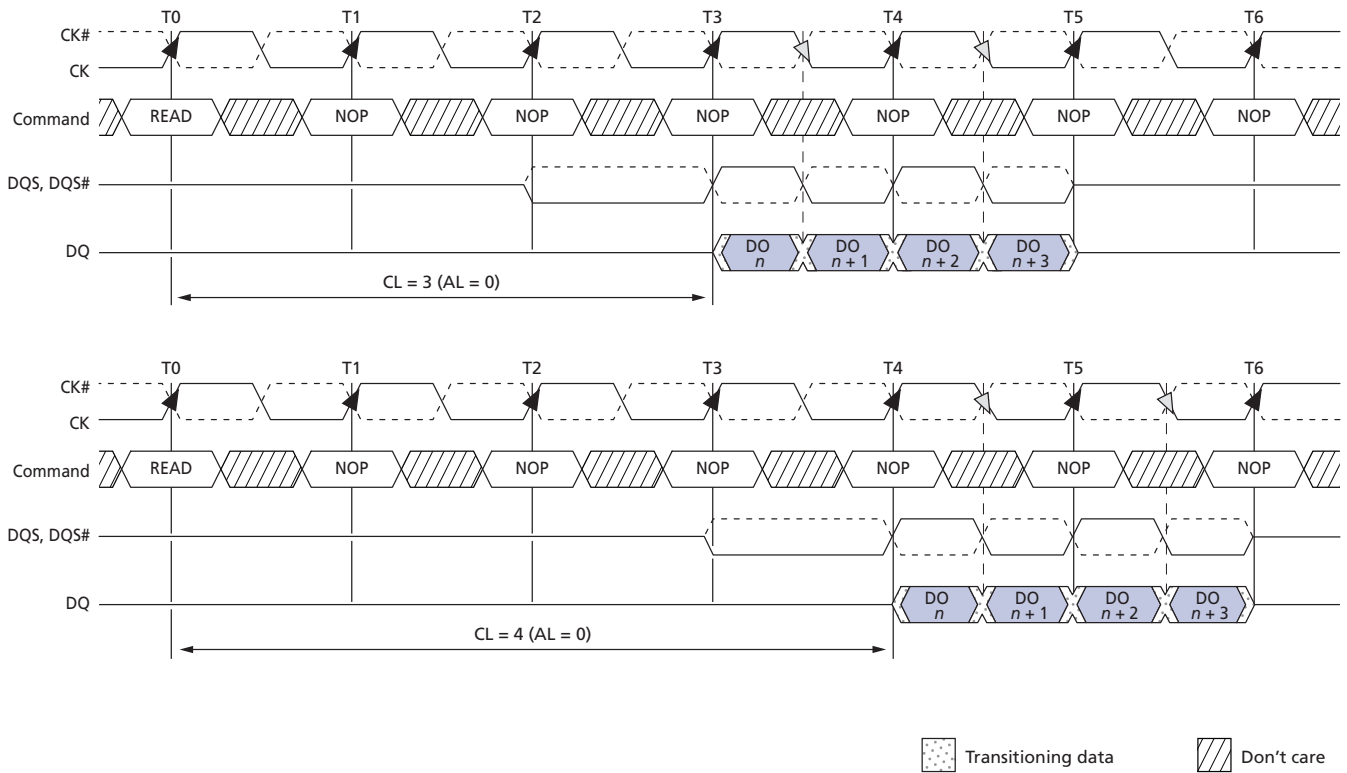 T0 T1 T2 T3 T4 T5 T6
CK#
CK
Command READ NOP NOP NOP NOP NOP NOP
DQS, DQS#
DQ DO n DO n + 1 DO n + 2 DO n + 3
CL = 3 (AL = 0)
T0 T1 T2 T3 T4 T5 T6
CK#
CK
Command READ NOP NOP NOP NOP NOP NOP
DQS, DQS#
DQ DO n DO n + 1 DO n + 2 DO n + 3
CL = 4 (AL = 0)
Transitioning data Don't care